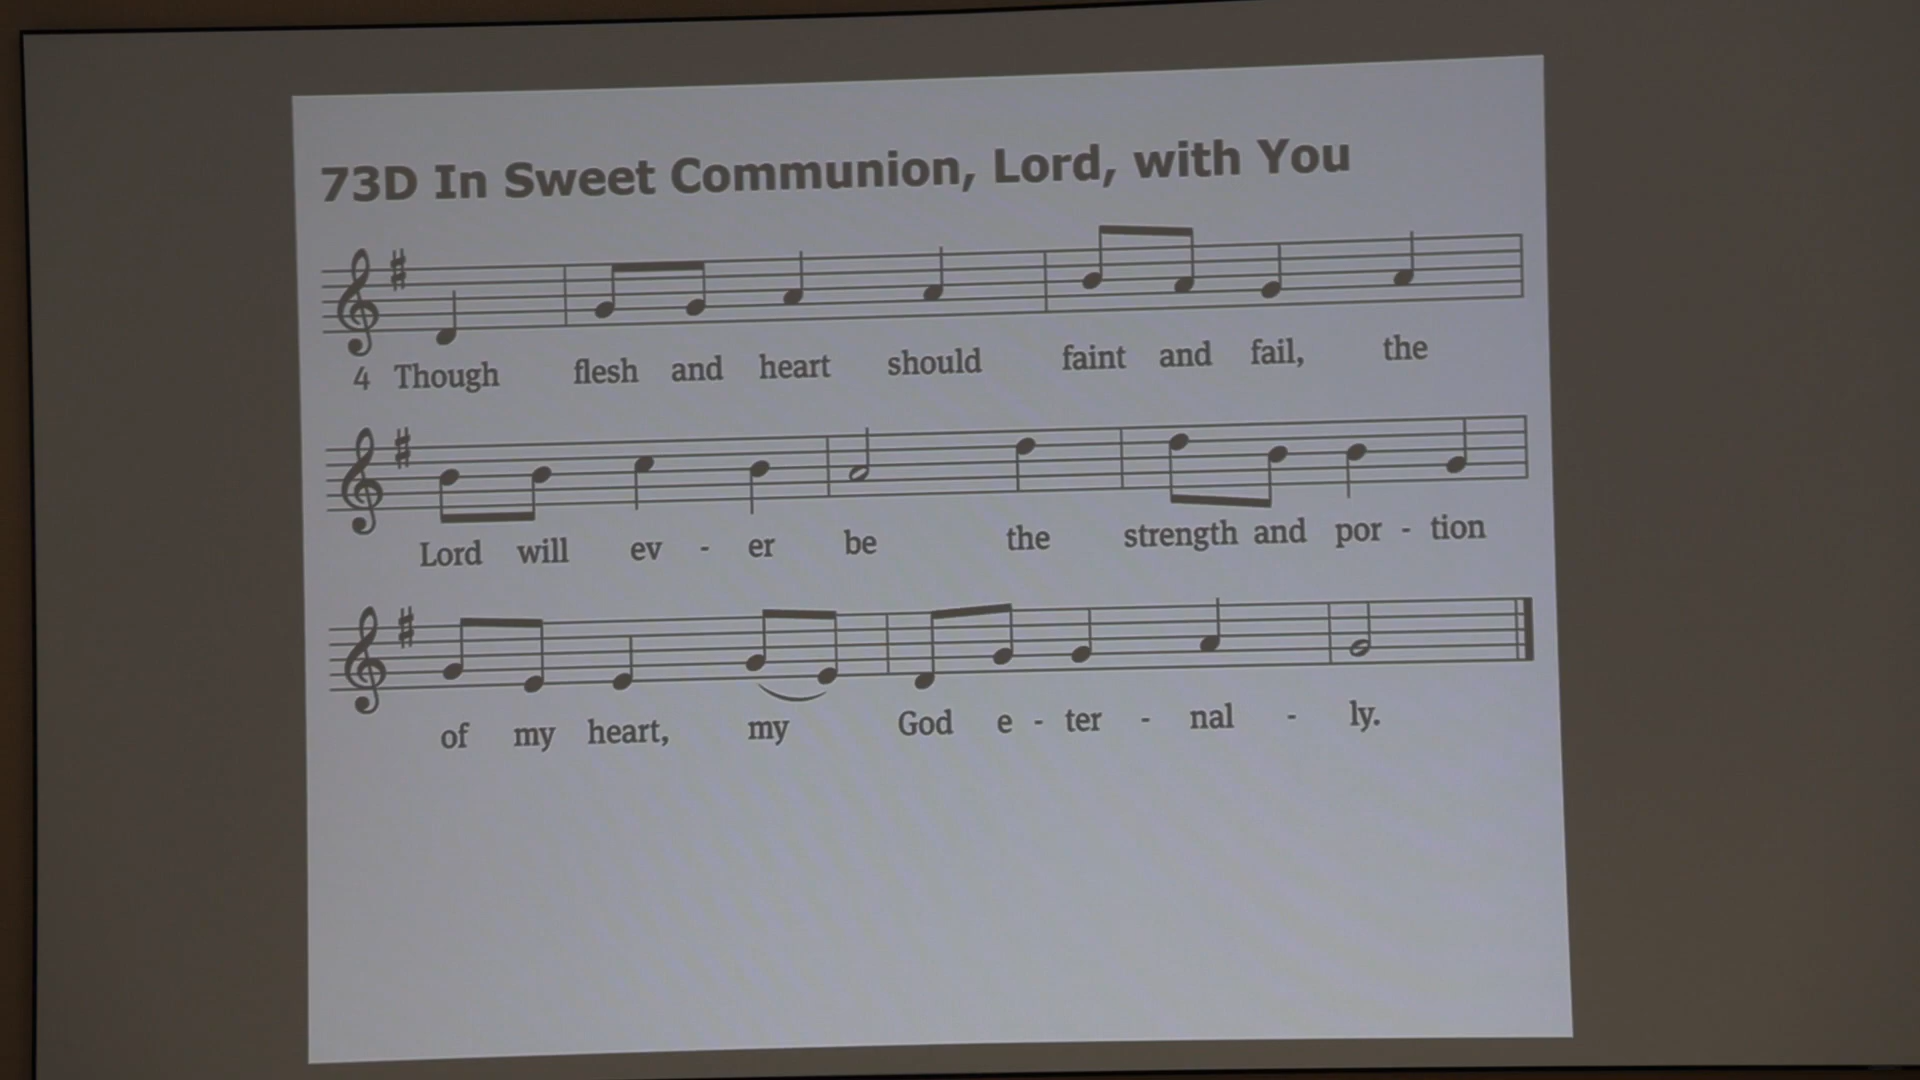 73D In Sweet Communion, Lord, with You
4 Though flesh and heart should faint and fail, the
Lord will ev - er be the strength and por - tion
of my heart, my God e - ter - nal - ly.